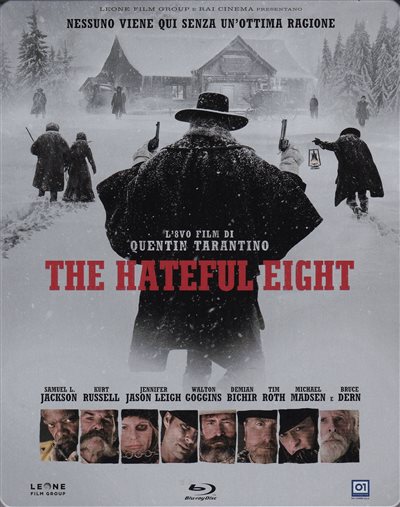 LEONE FILM GROUP E RAI CINEMA PRESENTANO
NESSUNO VIENE QUI SENZA UN'OTTIMA RAGIONE
L'8VO FILM DI
QUENTIN TARANTINO
THE HATEFUL EIGHT
SAMUEL L. JACKSON
KURT RUSSELL
JENNIFER JASON LEIGH
WALTON GOGGINS
DEMIAN BICHIR
TIM ROTH
MICHAEL MADSEN
E
BRUCE DERN
LEONE
FILM GROUP
Blu-ray Disc
01